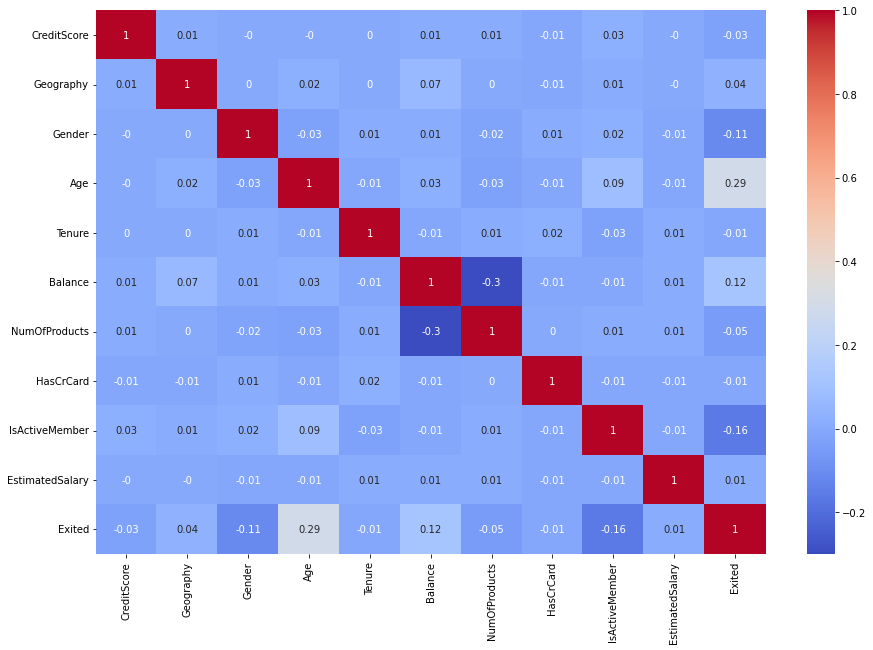 CreditScore 1 0.01 -0 -0 0 0.01 0.01 -0.01 0.03 -0 -0.03
Geography 0.01 1 0 0.02 0 0.07 0 -0.01 0.01 -0 0.04
Gender -0 0 1 -0.03 0.01 0.01 -0.02 0.01 0.02 -0.01 -0.11
Age -0 0.02 -0.03 1 -0.01 0.03 -0.03 -0.01 0.09 -0.01 0.29
Tenure 0 0 0.01 -0.01 1 -0.01 0.01 0.02 -0.03 0.01 -0.01
Balance 0.01 0.07 0.01 0.03 -0.01 1 -0.3 -0.01 -0.01 0.01 0.12
NumOfProducts 0.01 0 -0.02 -0.03 0.01 -0.3 1 0 0.01 0.01 -0.05
HasCrCard -0.01 -0.01 0.01 -0.01 0.02 -0.01 0 1 -0.01 -0.01 -0.01
IsActiveMember 0.03 0.01 0.02 0.09 -0.03 -0.01 0.01 -0.01 1 -0.01 -0.16
EstimatedSalary -0 -0 -0.01 -0.01 0.01 0.01 0.01 -0.01 -0.01 1 0.01
Exited -0.03 0.04 -0.11 0.29 -0.01 0.12 -0.05 -0.01 -0.16 0.01 1
CreditScore
Geography
Gender
Age
Tenure
Balance
NumOfProducts
HasCrCard
IsActiveMember
EstimatedSalary
Exited
1.0
0.8
0.6
0.4
0.2
0.0
−0.2